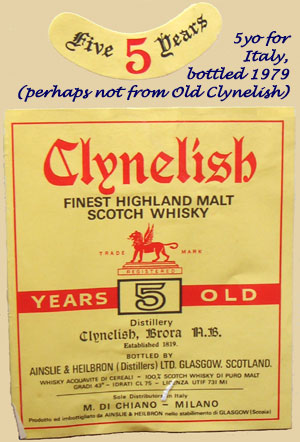 Five 5 Years
5yo for
Italy,
bottled 1979
(perhaps not from Old Clynelish)
Clynelish
FINEST HIGHLAND MALT
SCOTCH WHISKY
TRADE MARK
REGISTERED
YEARS 5 OLD
Distillery
Clynelish, Brora N.B.
Established 1819.
BOTTLED BY
AINSLIE & HEILBRON (Distillers) LTD. GLASGOW. SCOTLAND.
WHISKY ACQUAVITE DI CEREALI - 100% SCOTCH WHISKY DI PURO MALT
GRADI 43° - IDRATI CL 75 - LICENZA UTIF 731 MI
Sole Distributors in Italy
M. DI CHIANO - MILANO
Prodotto ed imbottigliato da AINSLIE & HEILBRON nello stabilimento di GLASGOW (Scozia)